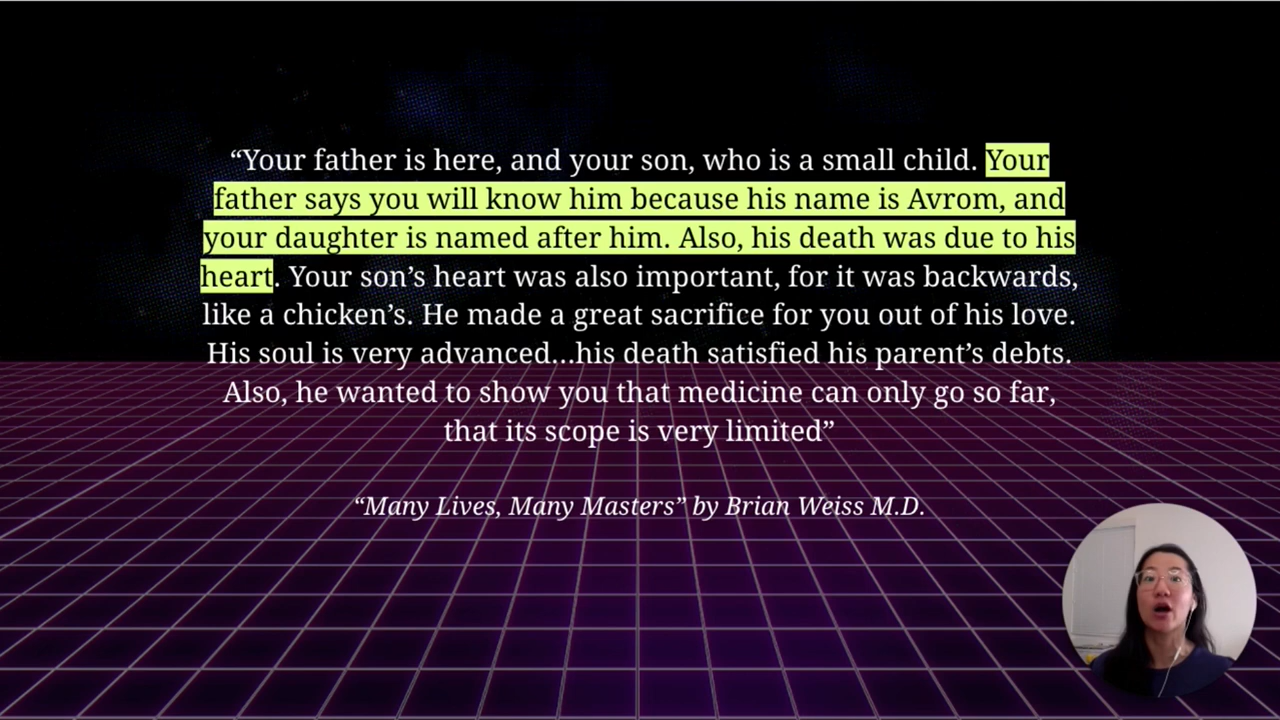 “Your father is here, and your son, who is a small child. Your
father says you will know him because his name is Avrom, and
your daughter is named after him. Also, his death was due to his
heart. Your son’s heart was also important, for it was backwards,
like a chicken’s. He made a great sacrifice for you out of his love.
His soul is very advanced...his death satisfied his parent’s debts.
Also, he wanted to show you that medicine can only go so far,
that its scope is very limited”
“Many Lives, Many Masters” by Brian Weiss M.D.